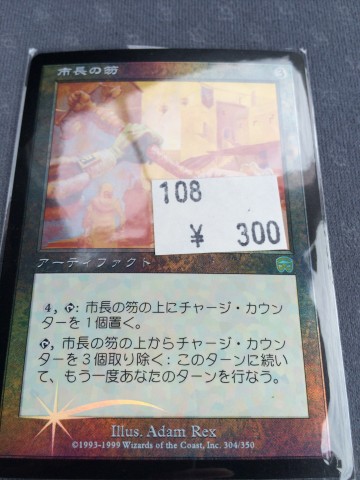 市長の笏
3
108
¥ 300
アーティファクト
4, : 市長の笏の上にチャージ・カウン
ターを1個置く。
, 市長の笏の上からチャージ・カウン
ターを3個取り除く: このターンに続い
て、もう一度あなたのターンを行なう。
Illus. Adam Rex
©1993-1999 Wizards of the Coast, Inc. 304/350